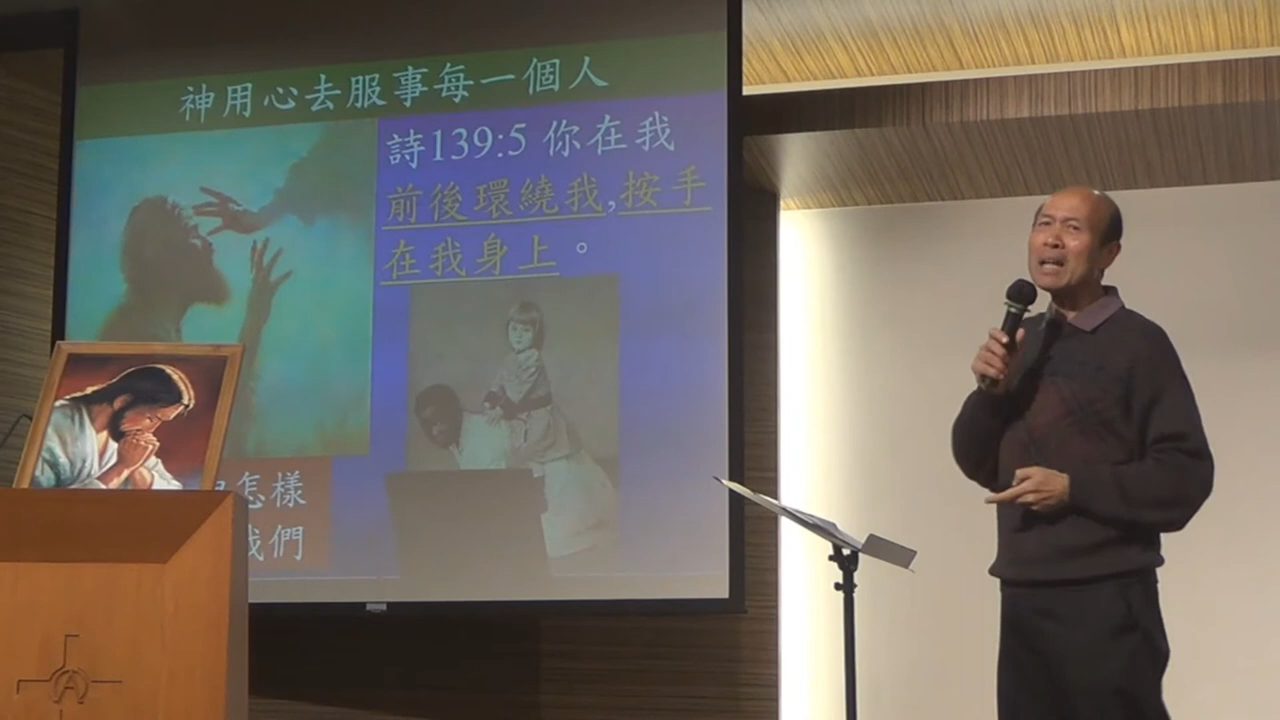 神用心去服事每一個人
詩139:5 你在我
前後環繞我,按手
在我身上。
怎樣
我們